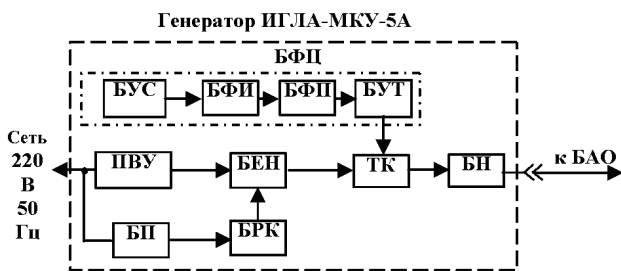 Генератор ИГЛА-МКУ-5А
БФЦ
БУС БФИ БФП БУТ
Сеть
220
В
50
Гц
ПВУ БЕН ТК БН к БАО
БП БРК